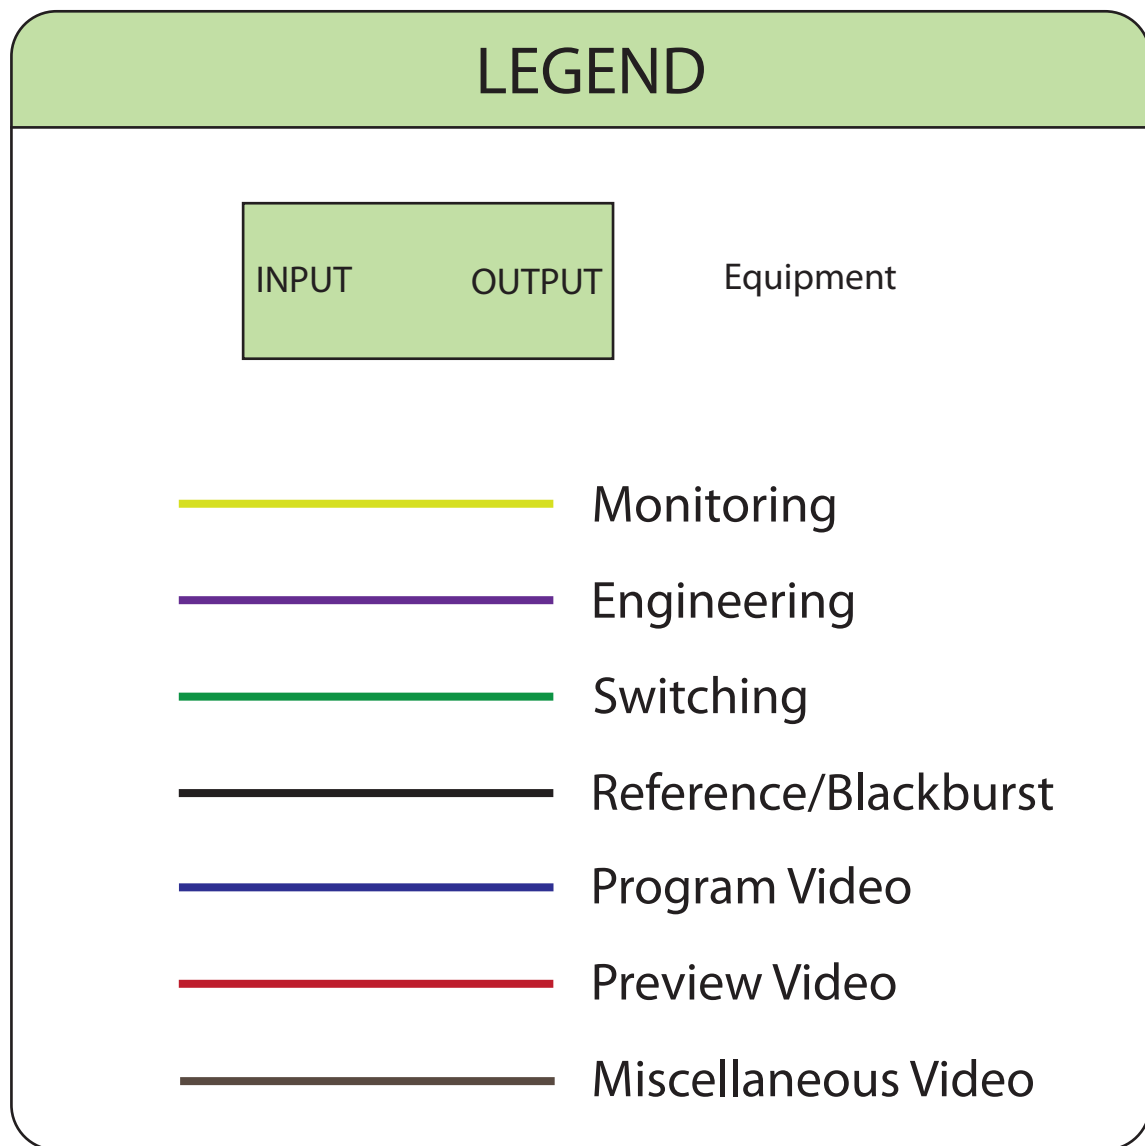 LEGEND
INPUT OUTPUT Equipment
Monitoring
Engineering
Switching
Reference/Blackburst
Program Video
Preview Video
Miscellaneous Video